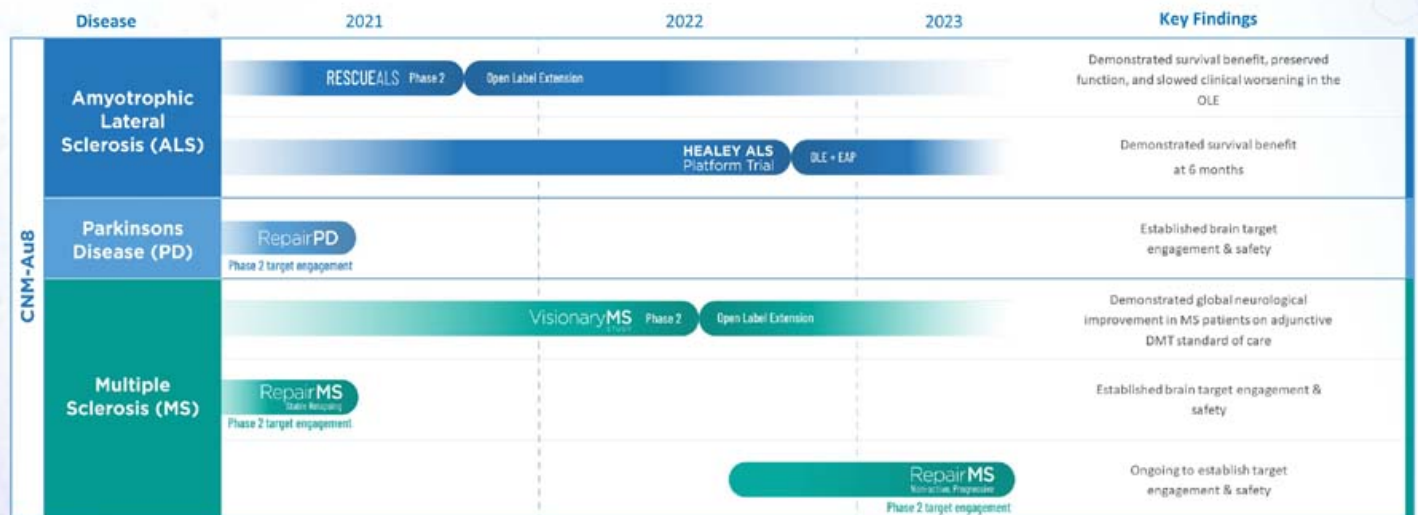 Disease 2021 2022 2023 Key Findings
CNM-Au8
Amyotrophic
Lateral
Sclerosis (ALS)
RESCUEALS Phase 2 Open Label Extension
Demonstrated survival benefit, preserved
function, and slowed clinical worsening in the
OLE
HEALEY ALS
Platform Trial
OLE + EAP
Demonstrated survival benefit
at 6 months
Parkinsons
Disease (PD)
RepairPD
Phase 2 target engagement
Established brain target
engagement & safety
Multiple
Sclerosis (MS)
VisionaryMS Phase 2 Open Label Extension
STUDY
Demonstrated global neurological
improvement in MS patients on adjunctive
DMT standard of care
RepairMS
Stable Relapsing
Phase 2 target engagement
Established brain target engagement &
safety
RepairMS
Non-active, Progressive
Phase 2 target engagement
Ongoing to establish target
engagement & safety